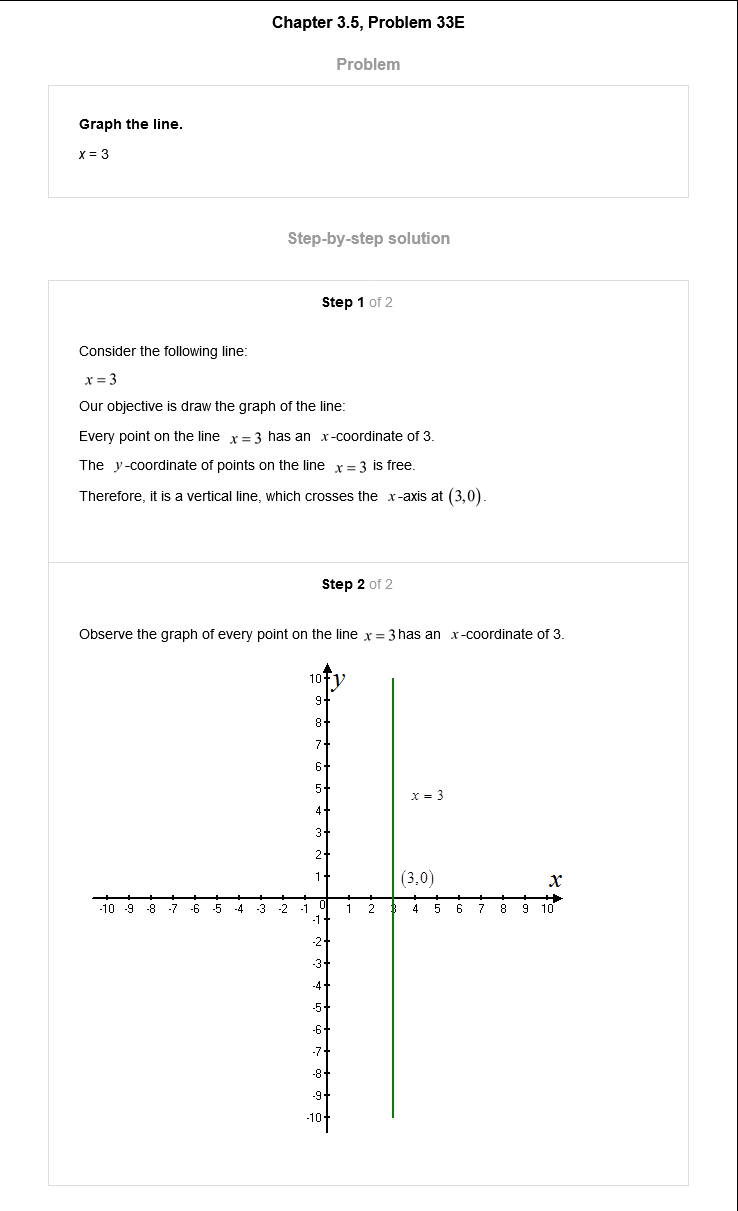 Chapter 3.5, Problem 33E
Problem
Graph the line.
x = 3
Step-by-step solution
Step 1 of 2
Consider the following line:
x = 3
Our objective is draw the graph of the line:
Every point on the line x = 3 has an x-coordinate of 3.
The y-coordinate of points on the line x = 3 is free.
Therefore, it is a vertical line, which crosses the x-axis at (3,0).
Step 2 of 2
Observe the graph of every point on the line x = 3 has an x-coordinate of 3.
10 y
9
8
7
6
5
x = 3
4
3
2
1 (3,0) x
-10 -9 -8 -7 -6 -5 -4 -3 -2 -1 0 1 2 3 4 5 6 7 8 9 10
-1
-2
-3
-4
-5
-6
-7
-8
-9
-10